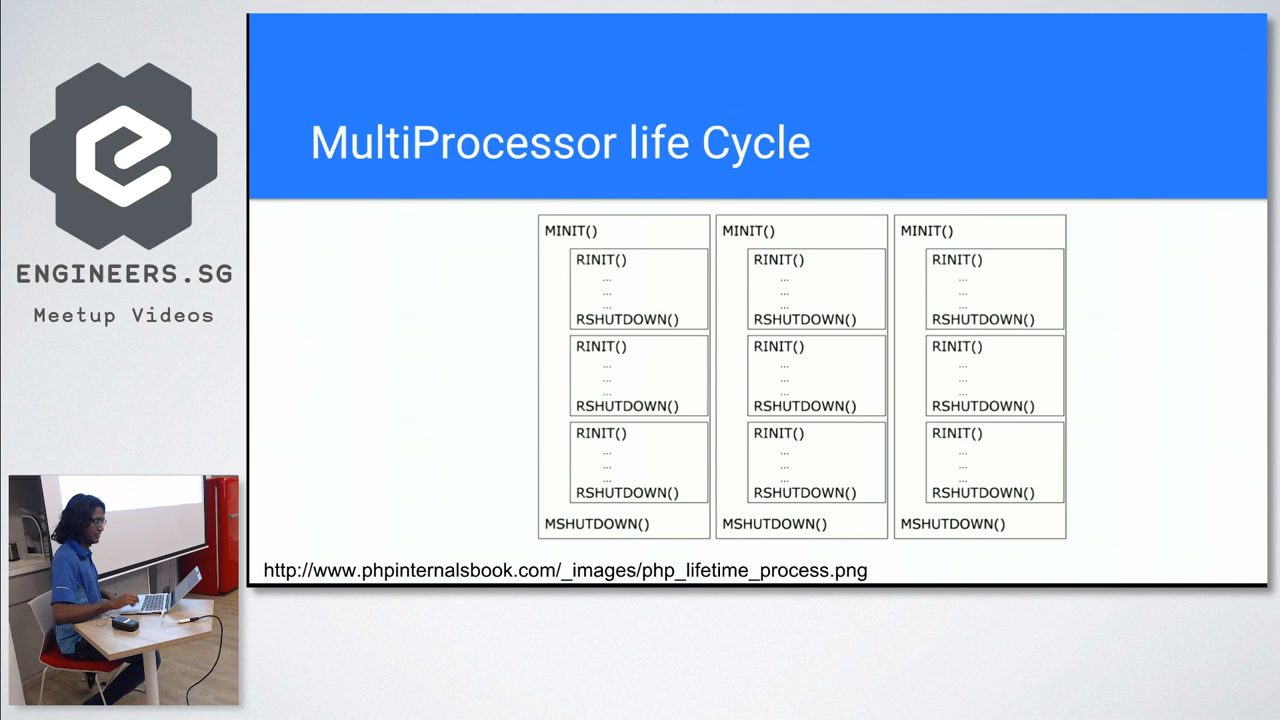 ENGINEERS.SG
Meetup Videos
MultiProcessor life Cycle
MINIT()
RINIT()
...
...
...
RSHUTDOWN()
RINIT()
...
...
...
RSHUTDOWN()
RINIT()
...
...
...
RSHUTDOWN()
MSHUTDOWN()
MINIT()
RINIT()
...
...
...
RSHUTDOWN()
RINIT()
...
...
...
RSHUTDOWN()
RINIT()
...
...
...
RSHUTDOWN()
MSHUTDOWN()
MINIT()
RINIT()
...
...
...
RSHUTDOWN()
RINIT()
...
...
...
RSHUTDOWN()
RINIT()
...
...
...
RSHUTDOWN()
MSHUTDOWN()
http://www.phpinternalsbook.com/_images/php_lifetime_process.png